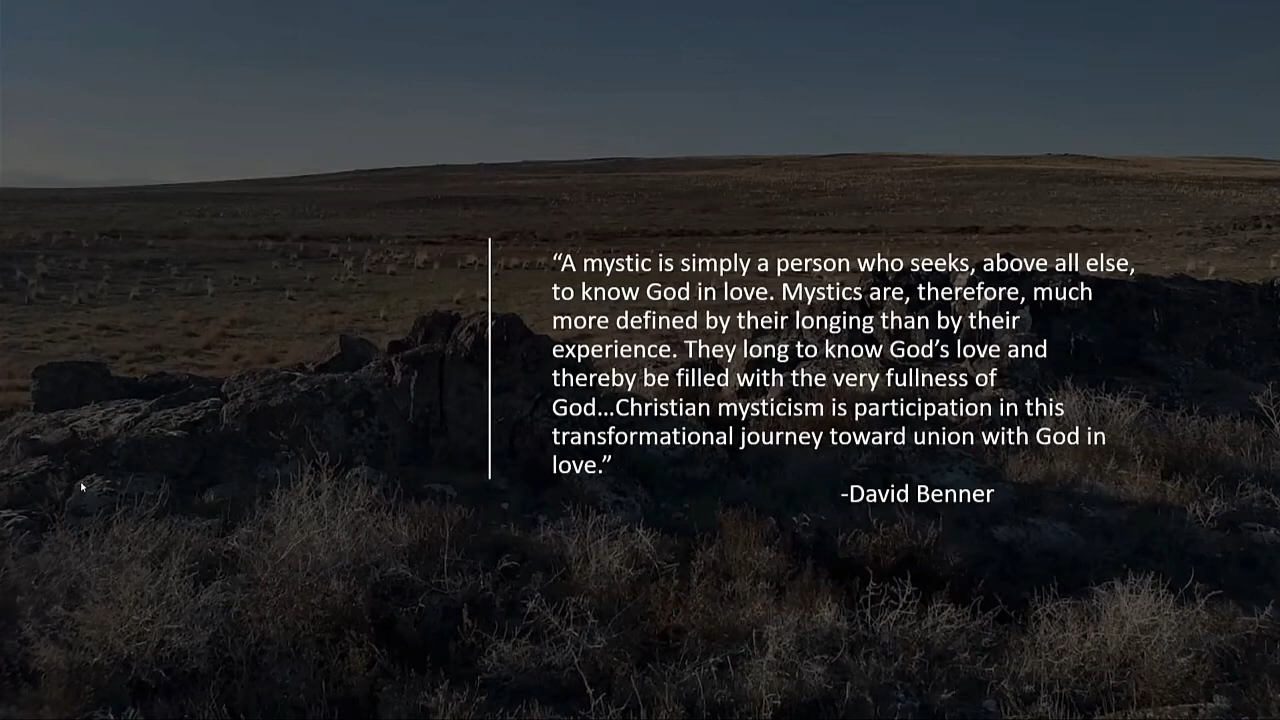 “A mystic is simply a person who seeks, above all else,
to know God in love. Mystics are, therefore, much
more defined by their longing than by their
experience. They long to know God’s love and
thereby be filled with the very fullness of
God…Christian mysticism is participation in this
transformational journey toward union with God in
love.”
-David Benner